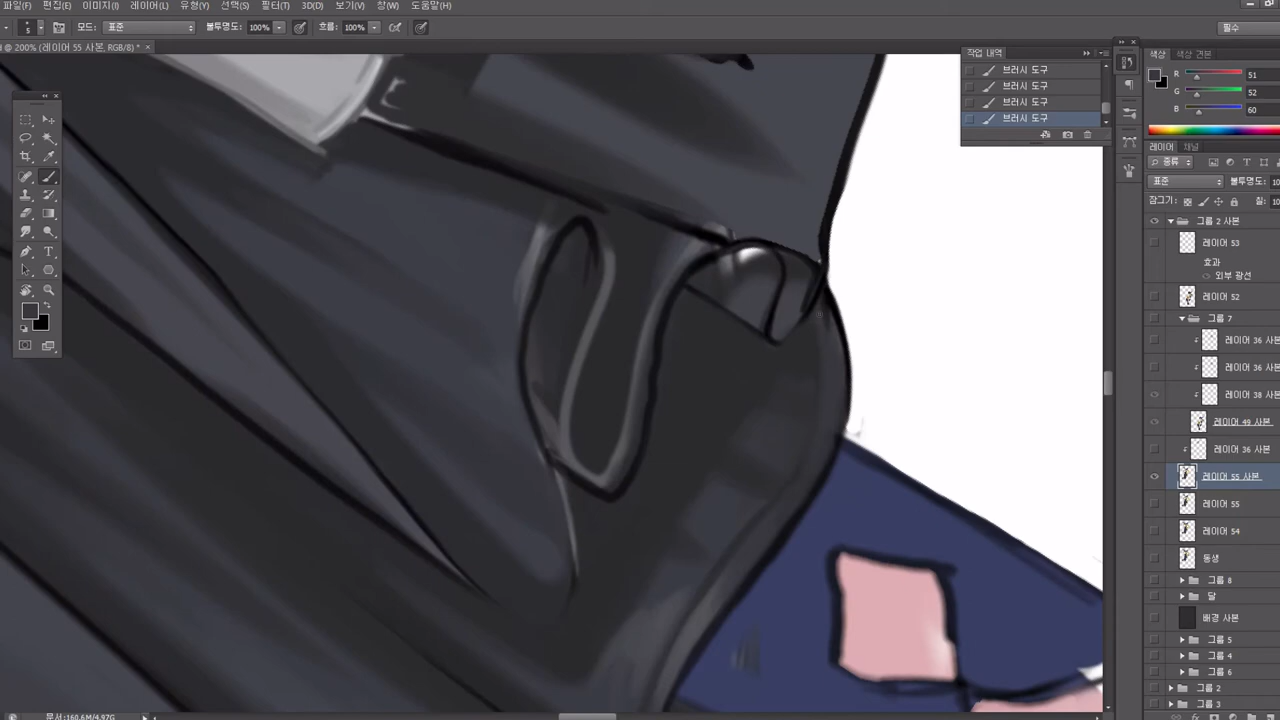 파일(F) 편집(E) 이미지(I) 레이어(L) 유형(Y) 선택(S) 필터(T) 3D(D) 보기(V) 창(W) 도움말(H)
5 모드: 표준 불투명도: 100% 흐름: 100% 필수
@ 200% (레이어 55 사본, RGB/8) * ×
작업 내역
브러시 도구
브러시 도구
브러시 도구
브러시 도구
색상 색상 견본
R 51
G 52
B 60
레이어 채널
종류
표준 불투명도: 10
잠그기: 칠: 10
그룹 2 사본
레이어 53
효과
외부 광선
레이어 52
그룹 7
레이어 36 사본
레이어 36 사본
레이어 38 사본
레이어 49 사본
레이어 36 사본
레이어 55 사본
레이어 55
레이어 54
동생
그룹 8
달
배경 사본
그룹 5
그룹 4
그룹 6
그룹 2
그룹 3
문서:160.6M/4.97G